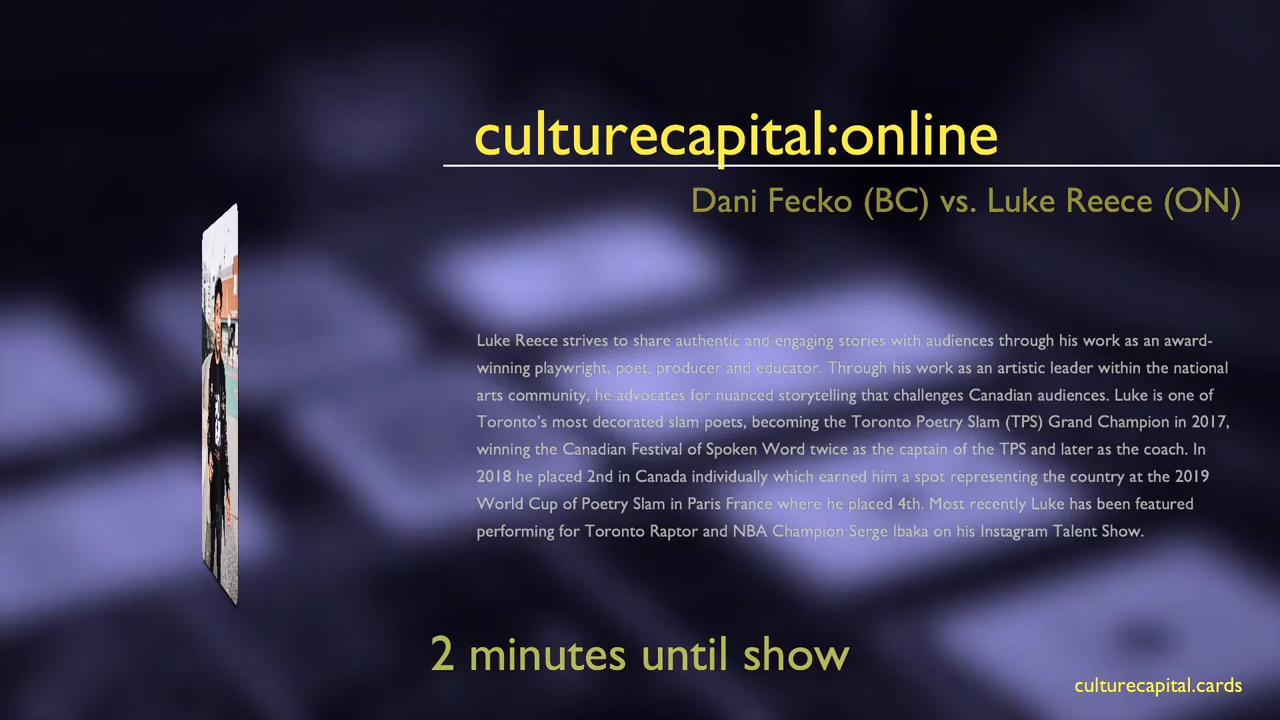 culturecapital:online
Dani Fecko (BC) vs. Luke Reece (ON)
Luke Reece strives to share authentic and engaging stories with audiences through his work as an award-
winning playwright, poet, producer and educator. Through his work as an artistic leader within the national
arts community, he advocates for nuanced storytelling that challenges Canadian audiences. Luke is one of
Toronto's most decorated slam poets, becoming the Toronto Poetry Slam (TPS) Grand Champion in 2017,
winning the Canadian Festival of Spoken Word twice as the captain of the TPS and later as the coach. In
2018 he placed 2nd in Canada individually which earned him a spot representing the country at the 2019
World Cup of Poetry Slam in Paris France where he placed 4th. Most recently Luke has been featured
performing for Toronto Raptor and NBA Champion Serge Ibaka on his Instagram Talent Show.
2 minutes until show
culturecapital.cards